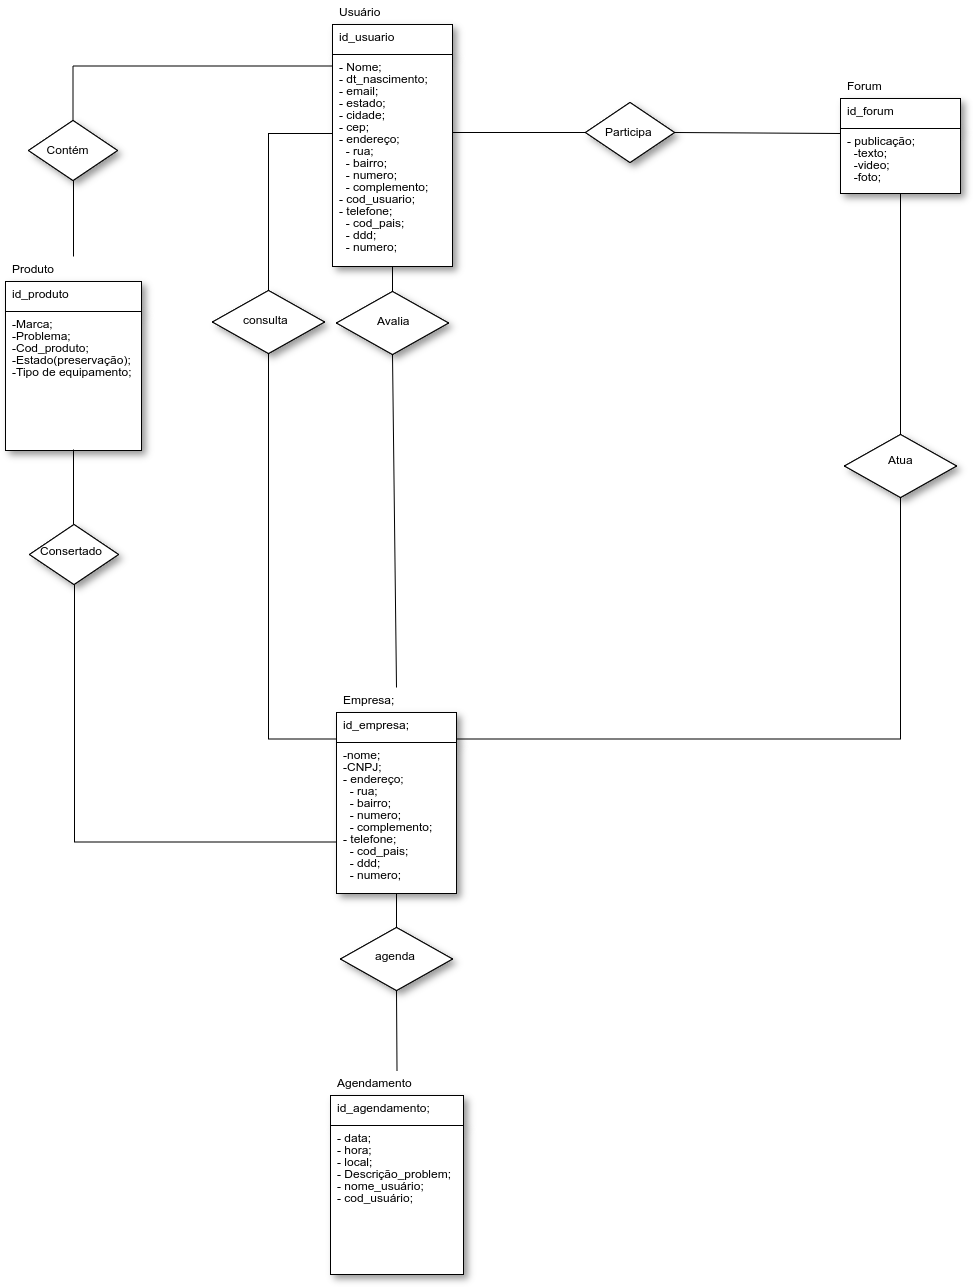 Usuário
id_usuario
- Nome;
- dt_nascimento;
- email;
- estado;
- cidade;
- cep;
- endereço;
- rua;
- bairro;
- numero;
- complemento;
- cod_usuario;
- telefone;
- cod_pais;
- ddd;
- numero;
Contém
Participa
Forum
id_forum
- publicação;
-texto;
-video;
-foto;
Produto
id_produto
-Marca;
-Problema;
-Cod_produto;
-Estado(preservação);
-Tipo de equipamento;
consulta
Avalia
Atua
Consertado
Empresa;
id_empresa;
-nome;
-CNPJ;
- endereço;
- rua;
- bairro;
- numero;
- complemento;
- telefone;
- cod_pais;
- ddd;
- numero;
agenda
Agendamento
id_agendamento;
- data;
- hora;
- local;
- Descrição_problem;
- nome_usuário;
- cod_usuário;